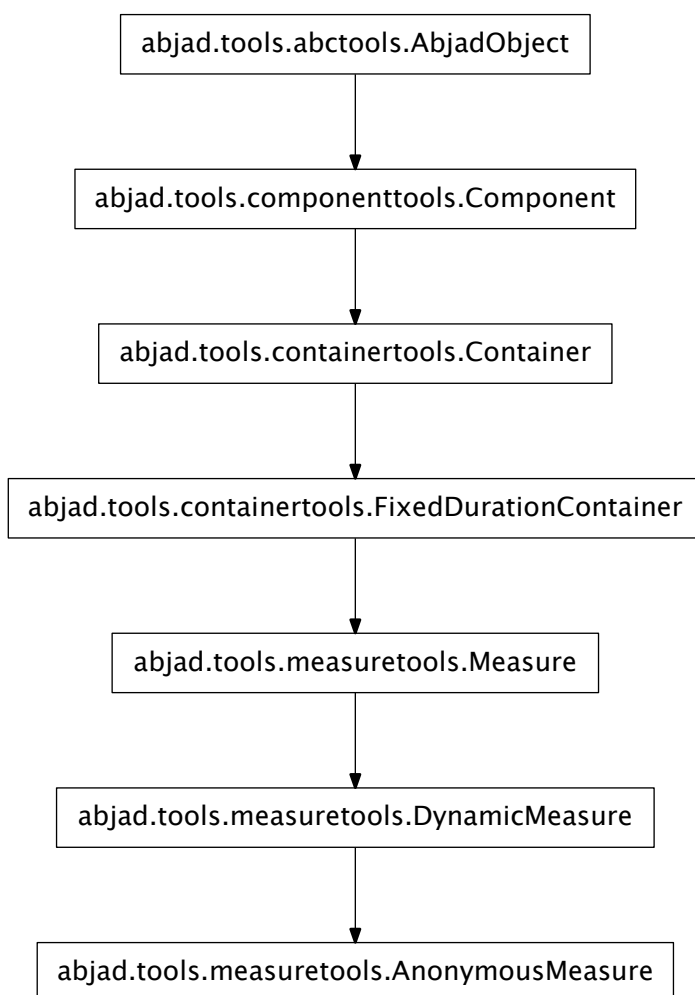 abjad.tools.abctools.AbjadObject
abjad.tools.componenttools.Component
abjad.tools.containertools.Container
abjad.tools.containertools.FixedDurationContainer
abjad.tools.measuretools.Measure
abjad.tools.measuretools.DynamicMeasure
abjad.tools.measuretools.AnonymousMeasure